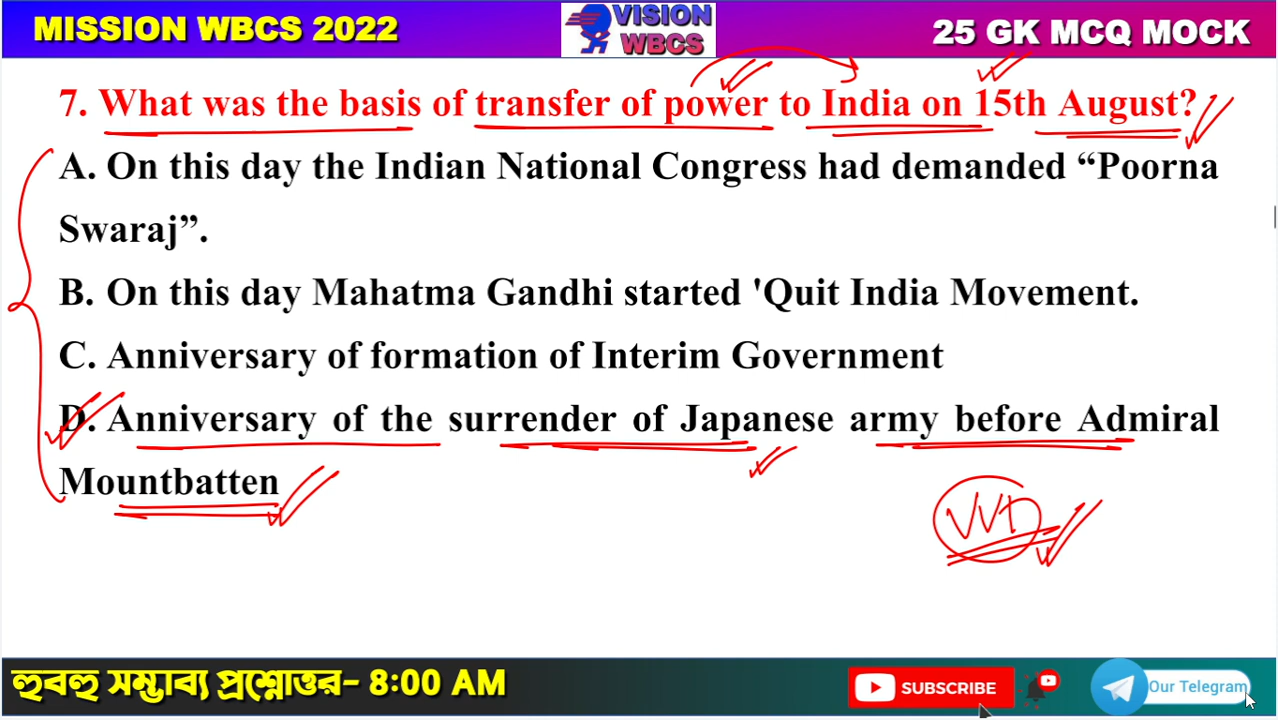 MISSION WBCS 2022
VISION
WBCS
25 GK MCQ MOCK
7. What was the basis of transfer of power to India on 15th August?
A. On this day the Indian National Congress had demanded “Poorna
Swaraj”.
B. On this day Mahatma Gandhi started 'Quit India Movement.
C. Anniversary of formation of Interim Government
D. Anniversary of the surrender of Japanese army before Admiral
Mountbatten
হুবহু সম্ভাব্য প্রশ্নোত্তর– 8:00 AM
SUBSCRIBE
Our Telegram